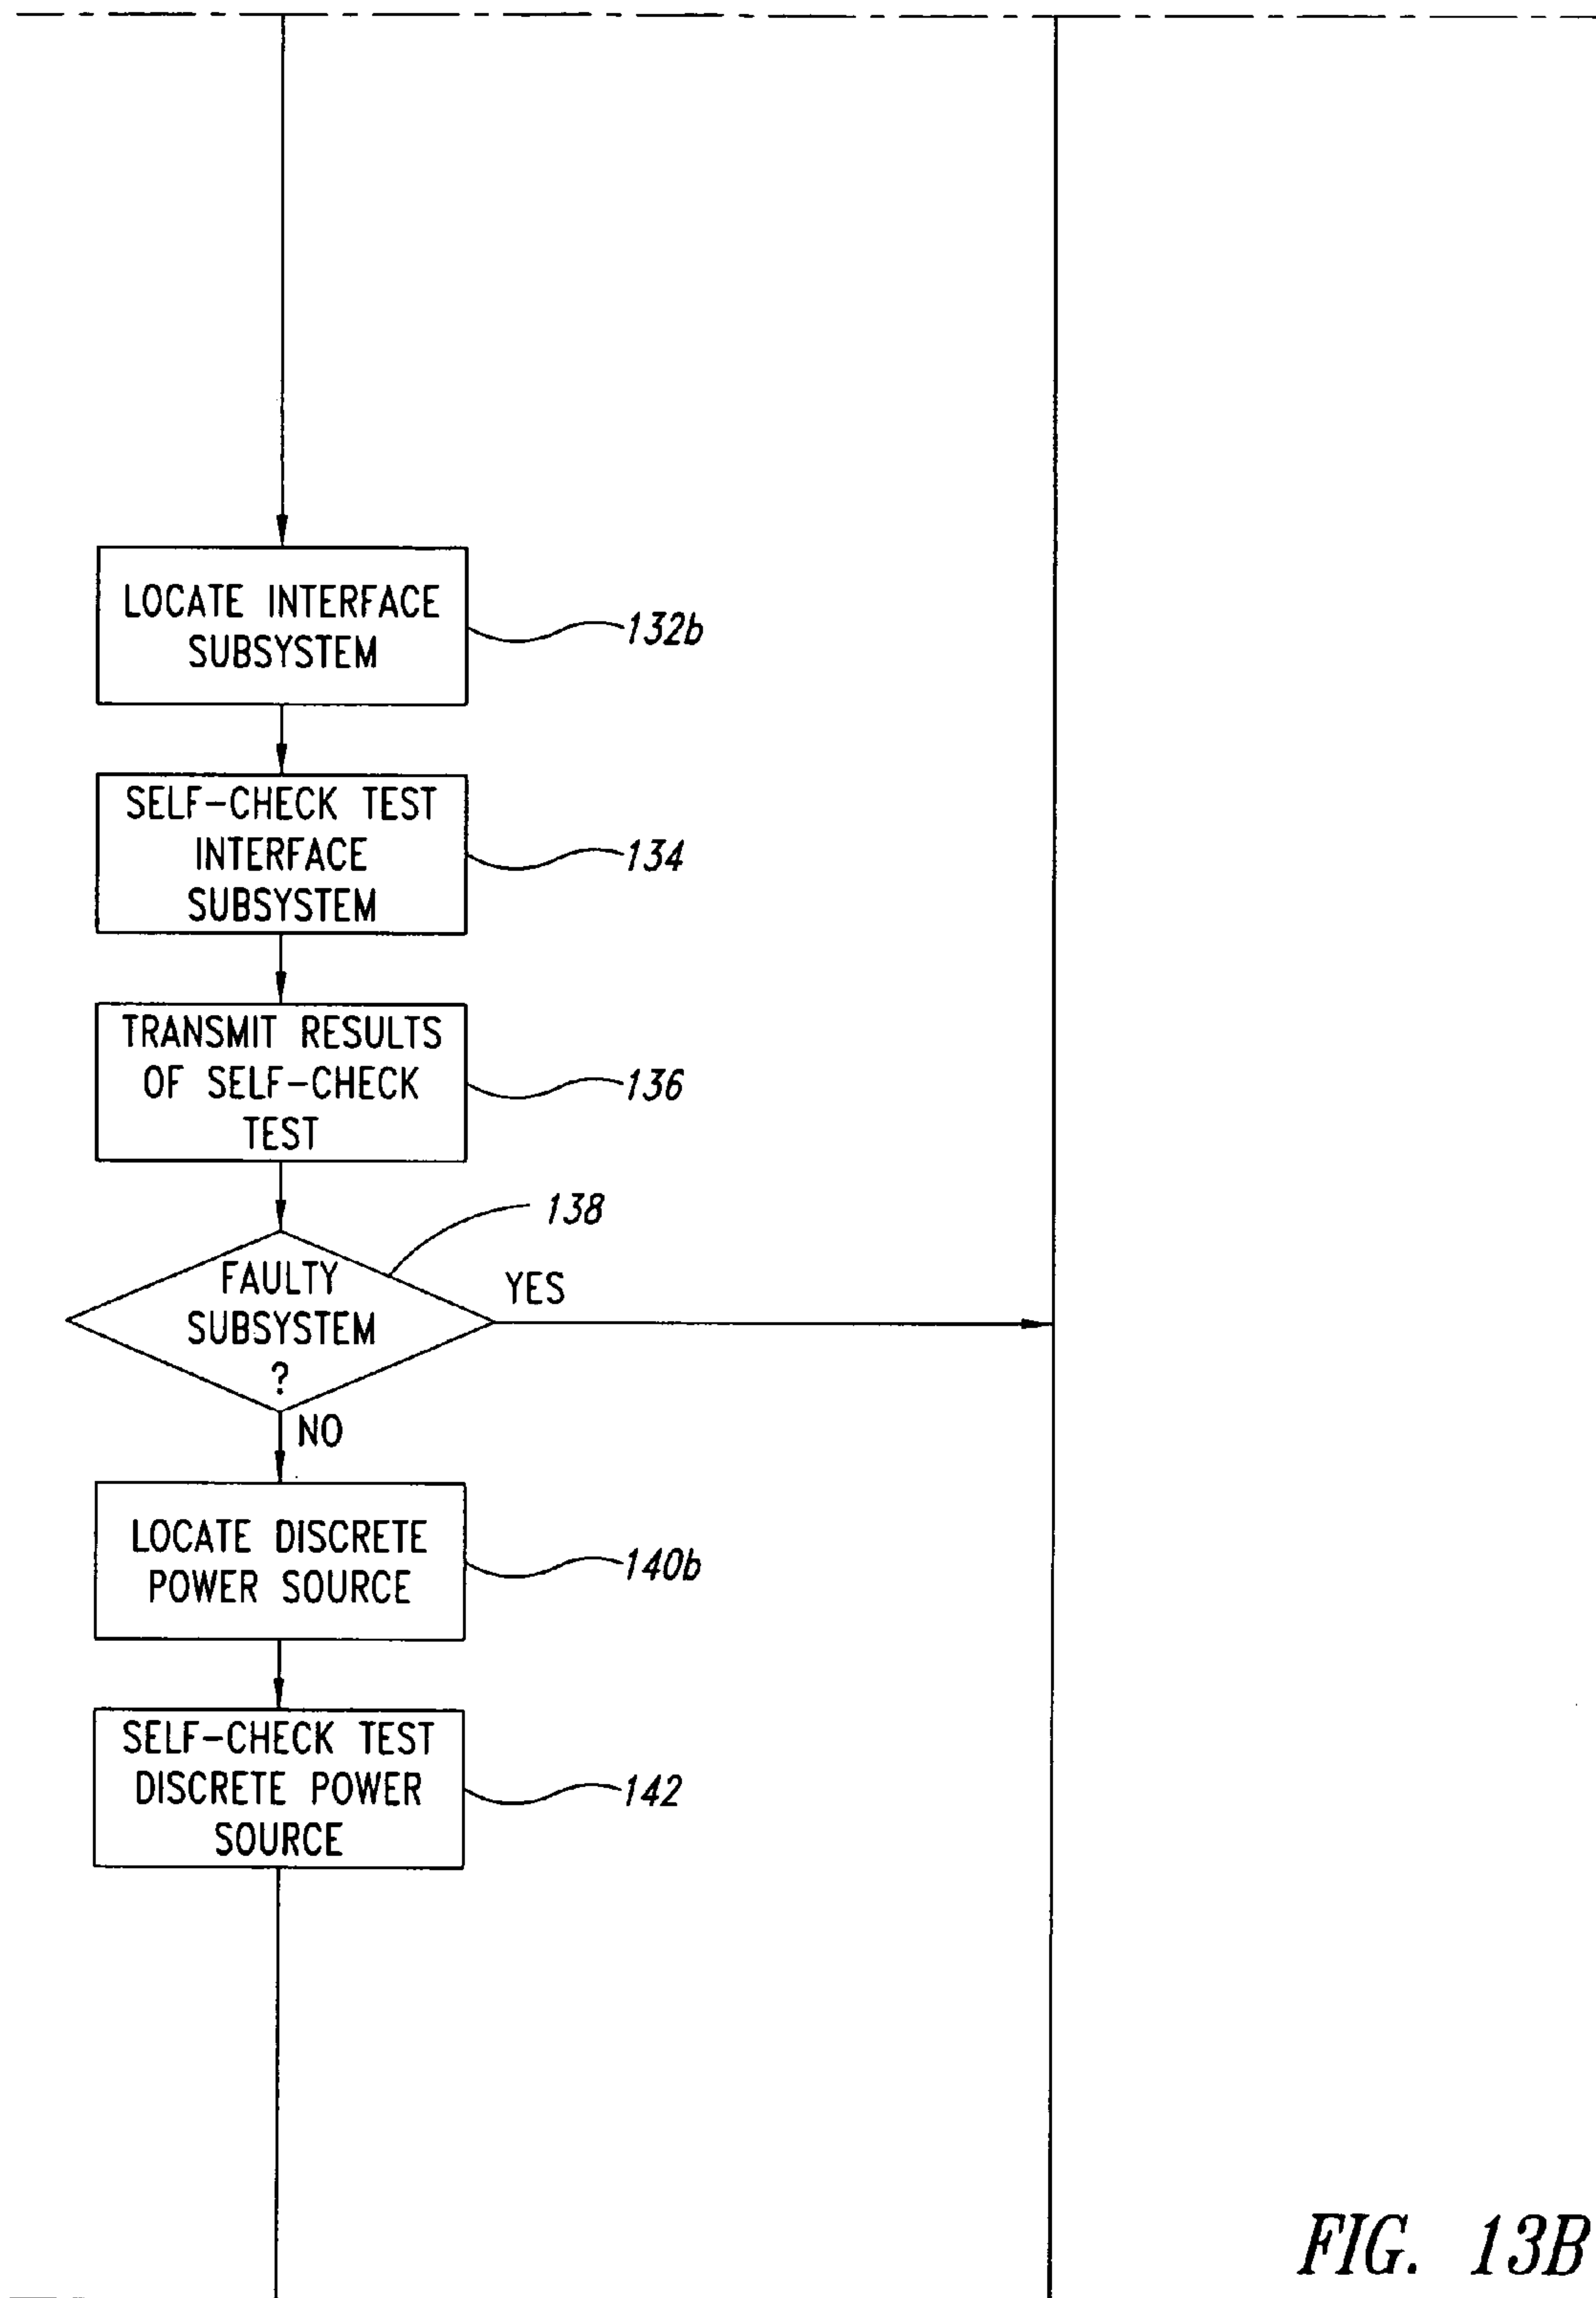 LOCATE INTERFACE
SUBSYSTEM
132b
SELF-CHECK TEST
INTERFACE
SUBSYSTEM
134
TRANSMIT RESULTS
OF SELF-CHECK
TEST
136
138
FAULTY
SUBSYSTEM
?
YES
NO
LOCATE DISCRETE
POWER SOURCE
140b
SELF-CHECK TEST
DISCRETE POWER
SOURCE
142
FIG. 13B